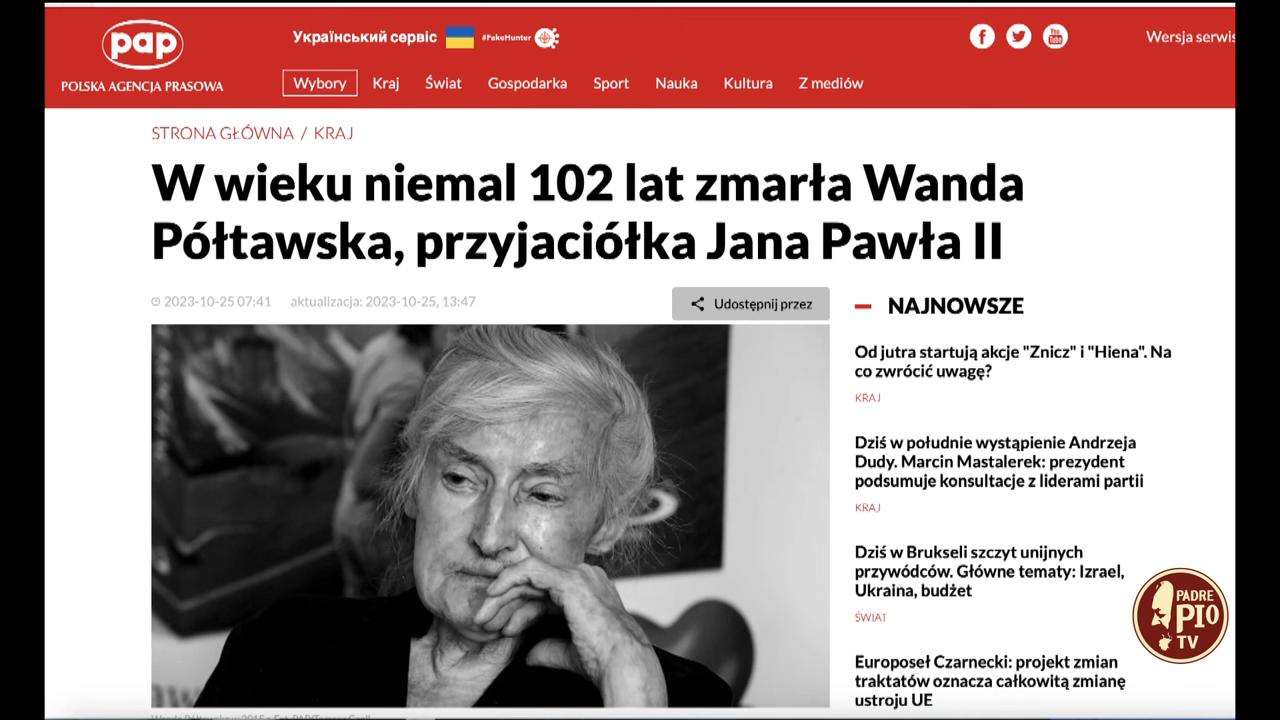 pap
POLSKA AGENCJA PRASOWA
Український сервіс
#FakeHunter
Wersja serwis
Wybory Kraj Świat Gospodarka Sport Nauka Kultura Z mediów
STRONA GŁÓWNA / KRAJ
W wieku niemal 102 lat zmarła Wanda
Półtawska, przyjaciółka Jana Pawła II
2023-10-25 07:41 aktualizacja: 2023-10-25, 13:47
Udostępnij przez
NAJNOWSZE
Od jutra startują akcje "Znicz" i "Hiena". Na
co zwrócić uwagę?
KRAJ
Dziś w południe wystąpienie Andrzeja
Dudy. Marcin Mastalerek: prezydent
podsumuje konsultacje z liderami partii
KRAJ
Dziś w Brukseli szczyt unijnych
przywódców. Główne tematy: Izrael,
Ukraina, budżet
ŚWIAT
Europoseł Czarnecki: projekt zmian
traktatów oznacza całkowitą zmianę
ustroju UE
PADRE
PIO
TV